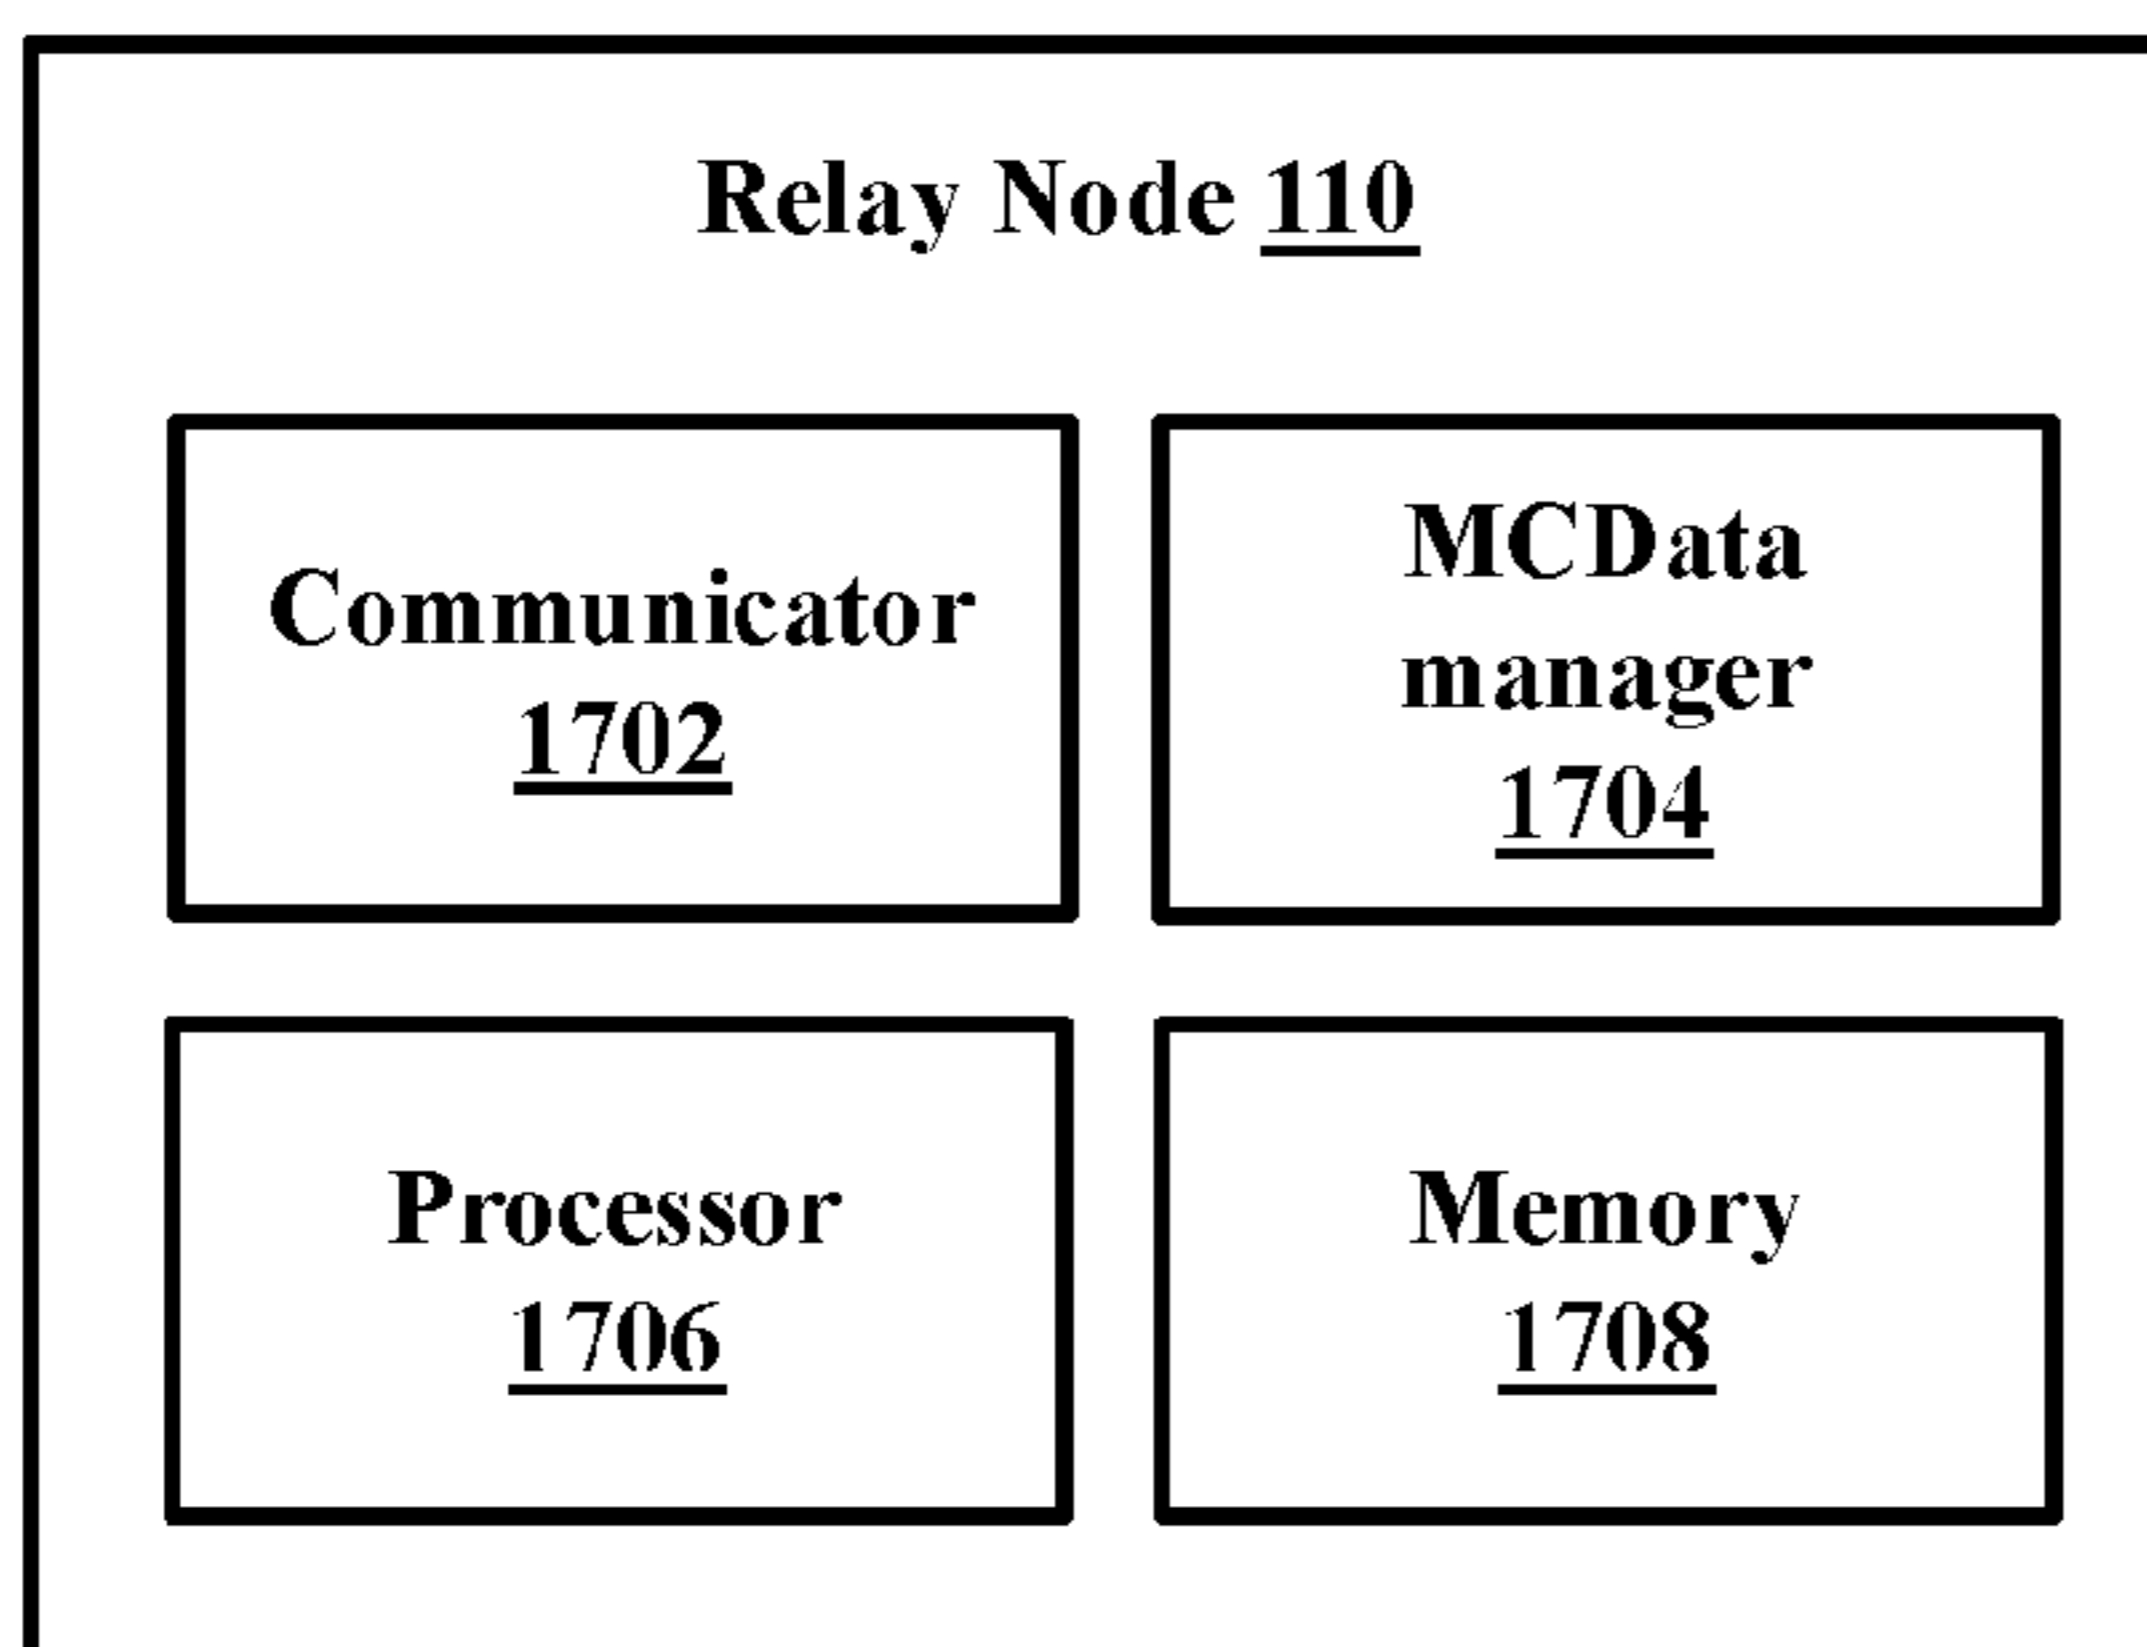 Relay Node 110
Communicator
1702
MCData
manager
1704
Processor
1706
Memory
1708